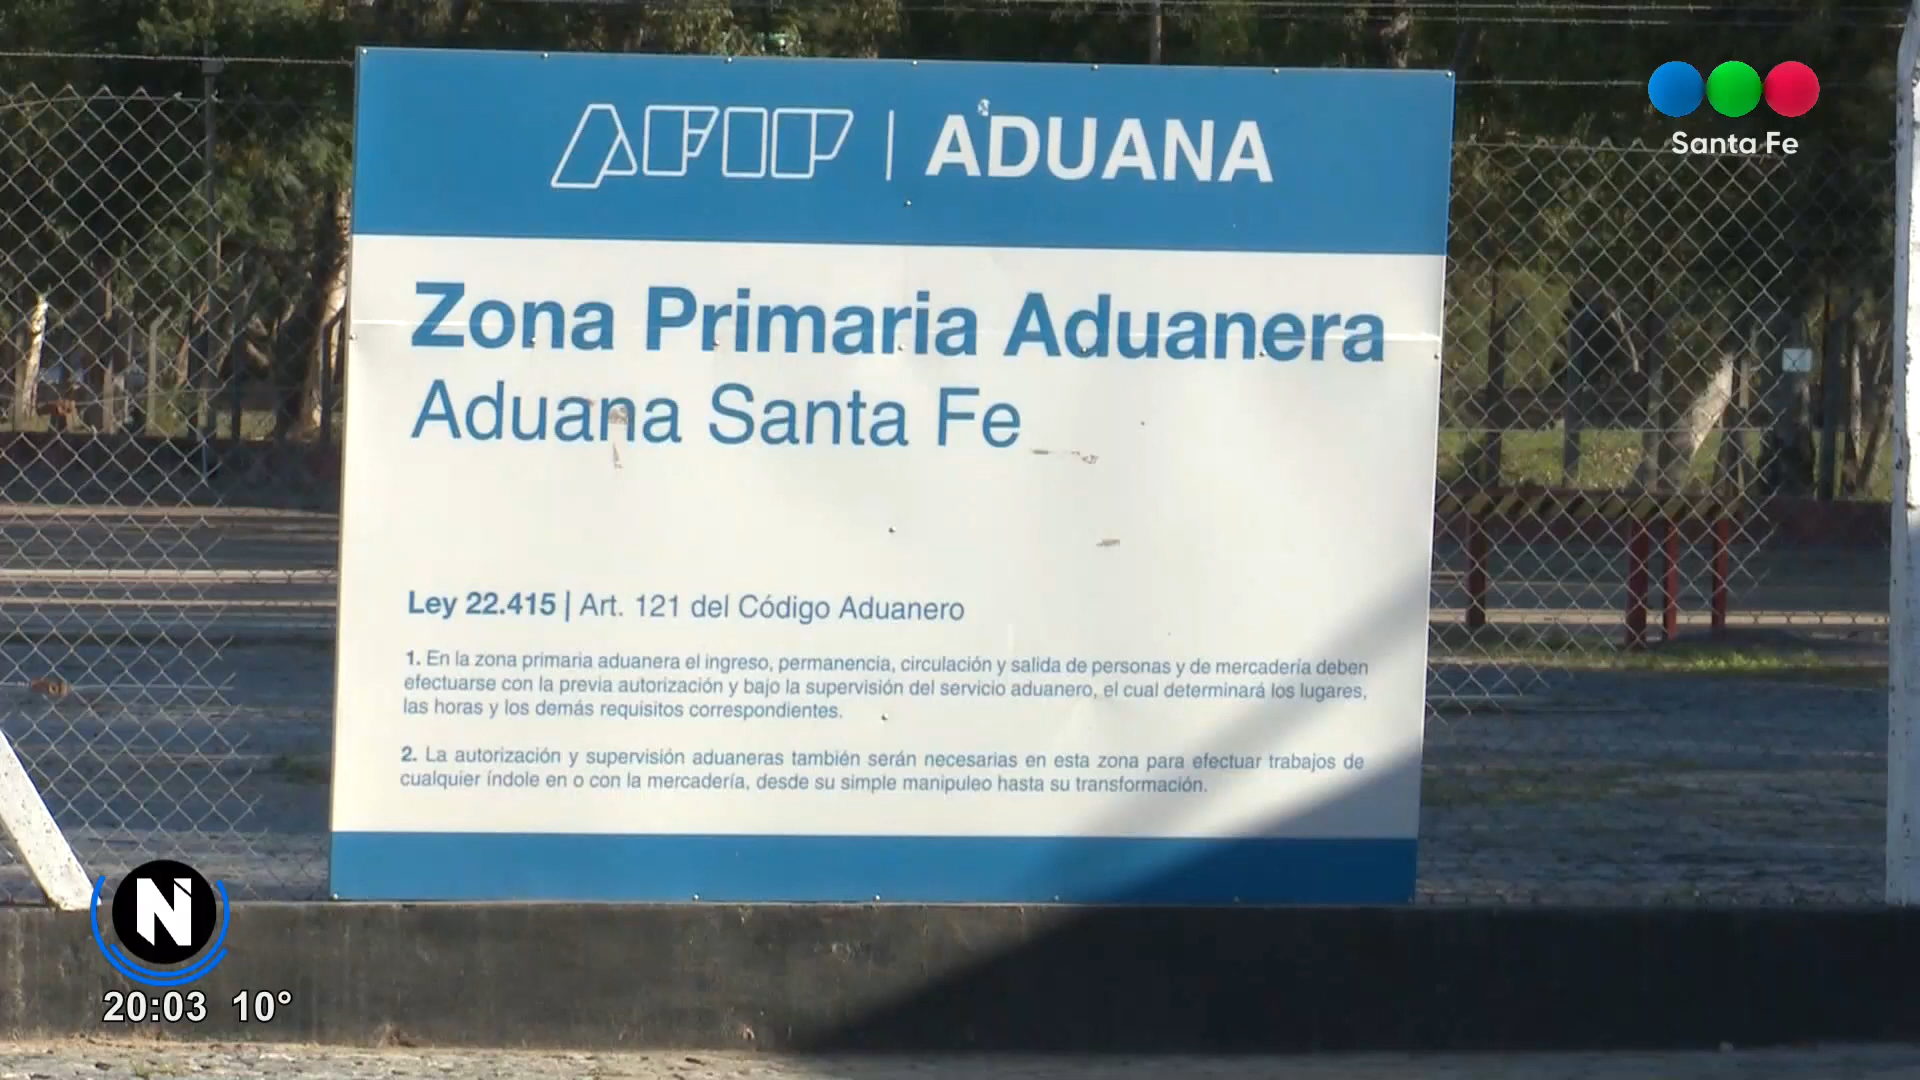 AFIP | ADUANA
Santa Fe
Zona Primaria Aduanera
Aduana Santa Fe
Ley 22.415 | Art. 121 del Código Aduanero
1. En la zona primaria aduanera el ingreso, permanencia, circulación y salida de personas y de mercadería deben
efectuarse con la previa autorización y bajo la supervisión del servicio aduanero, el cual determinará los lugares,
las horas y los demás requisitos correspondientes.
2. La autorización y supervisión aduaneras también serán necesarias en esta zona para efectuar trabajos de
cualquier índole en o con la mercadería, desde su simple manipuleo hasta su transformación.
N
20:03 10°